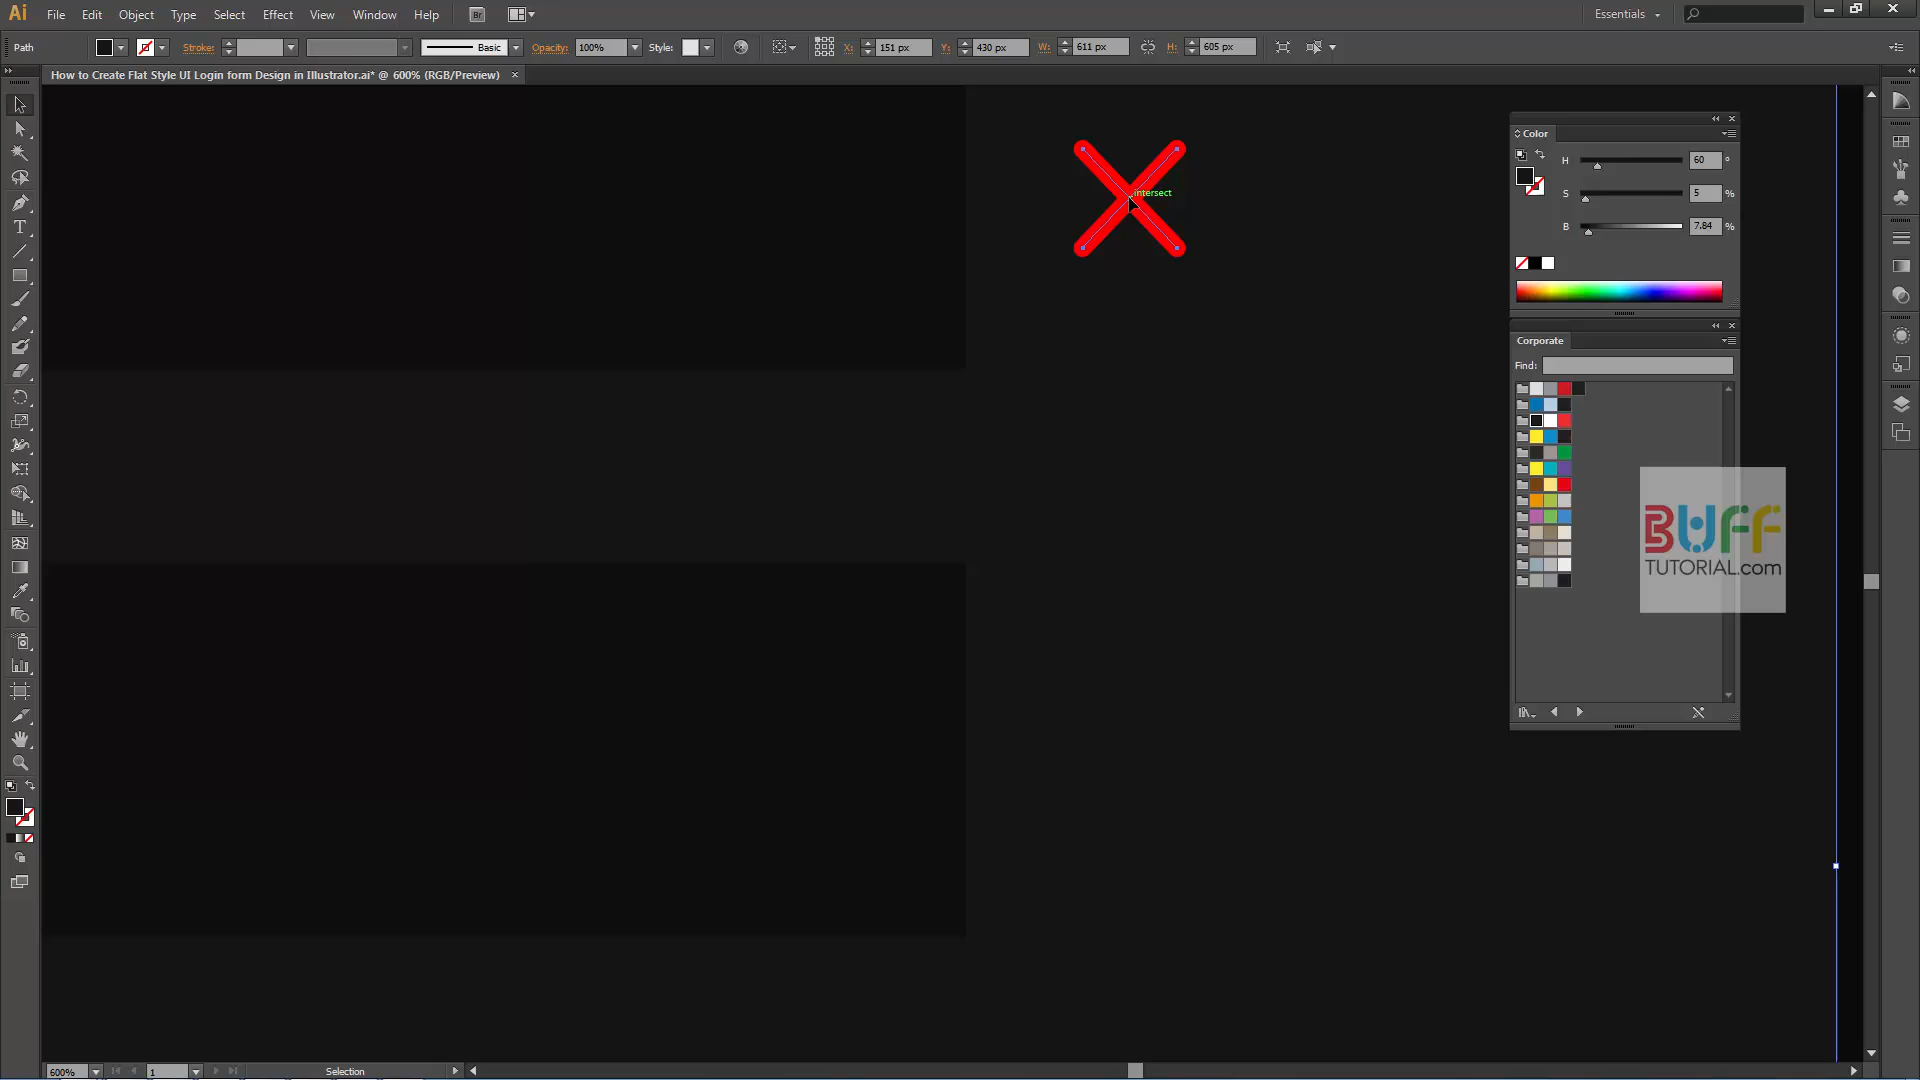 Ai File Edit Object Type Select Effect View Window Help Br Essentials
Path Stroke: Basic Opacity: 100% Style: X: 151 px Y: 430 px W: 611 px H: 605 px
How to Create Flat Style UI Login form Design in Illustrator.ai* @ 600% (RGB/Preview)
Color
H 60 °
intersect
S 5 %
B 7.84 %
Corporate
Find:
BUFF
TUTORIAL.com
600% 1 Selection